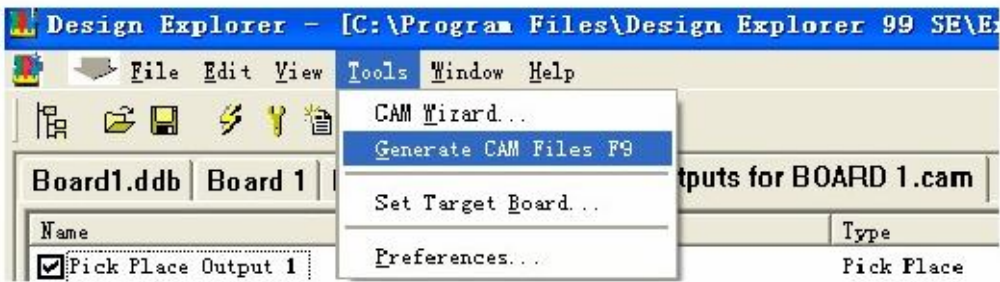 Design Explorer - [C:\Program Files\Design Explorer 99 SE\E
File Edit View Tools Window Help
CAM Wizard...
Generate CAM Files F9
Board1.ddb Board 1 tputs for BOARD 1.cam
Set Target Board...
Name Type
Preferences...
Pick Place Output 1 Pick Place